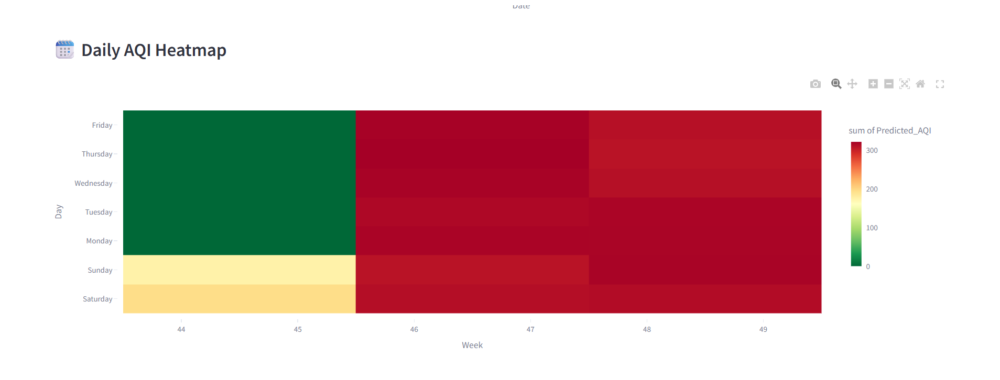 Date
Daily AQI Heatmap
Friday
Thursday
Wednesday
Tuesday
Monday
Sunday
Saturday
Day
44
45
46
47
48
49
Week
sum of Predicted_AQI
300
200
100
0